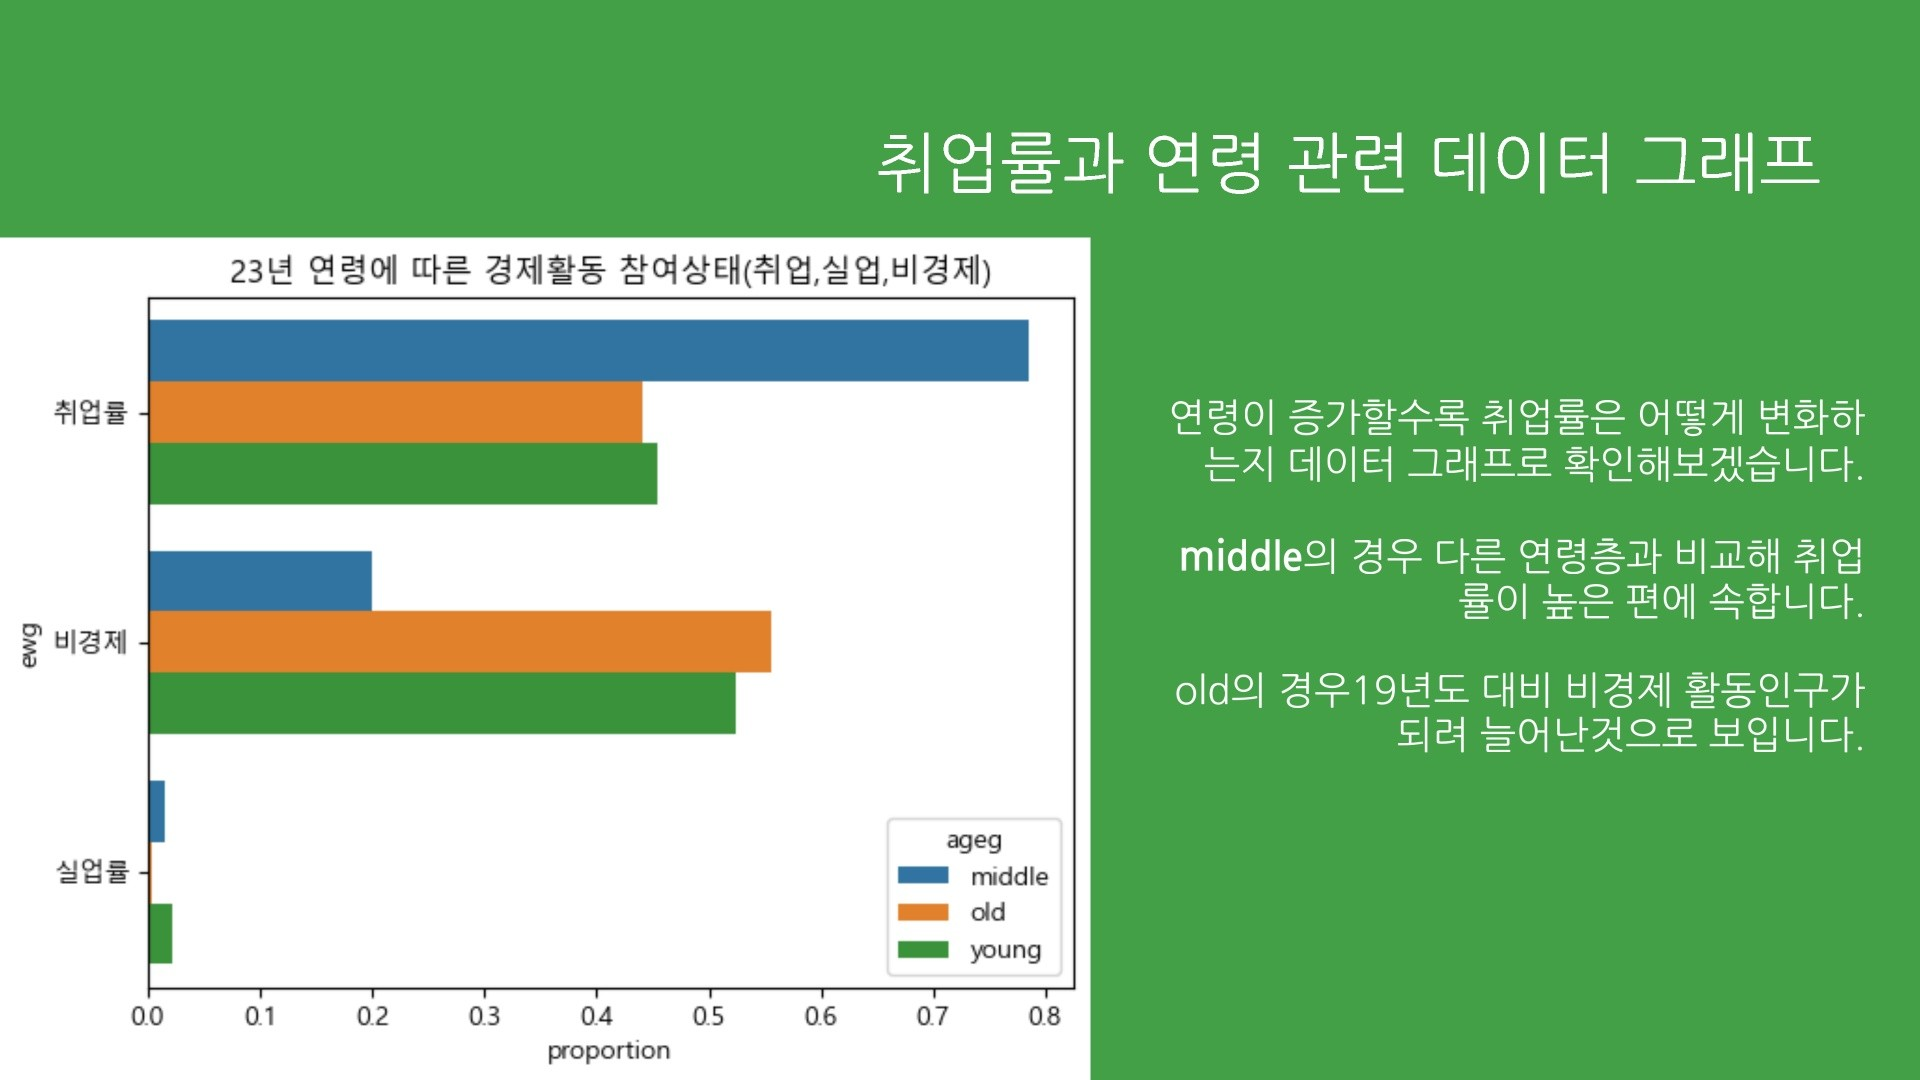 취업률과 연령 관련 데이터 그래프
23년 연령에 따른 경제활동 참여상태(취업,실업,비경제)
취업률
비경제
실업률
ewg
0.0 0.1 0.2 0.3 0.4 0.5 0.6 0.7 0.8
proportion
ageg
middle
old
young
연령이 증가할수록 취업률은 어떻게 변화하
는지 데이터 그래프로 확인해보겠습니다.
middle의 경우 다른 연령층과 비교해 취업
률이 높은 편에 속합니다.
old의 경우19년도 대비 비경제 활동인구가
되려 늘어난것으로 보입니다.